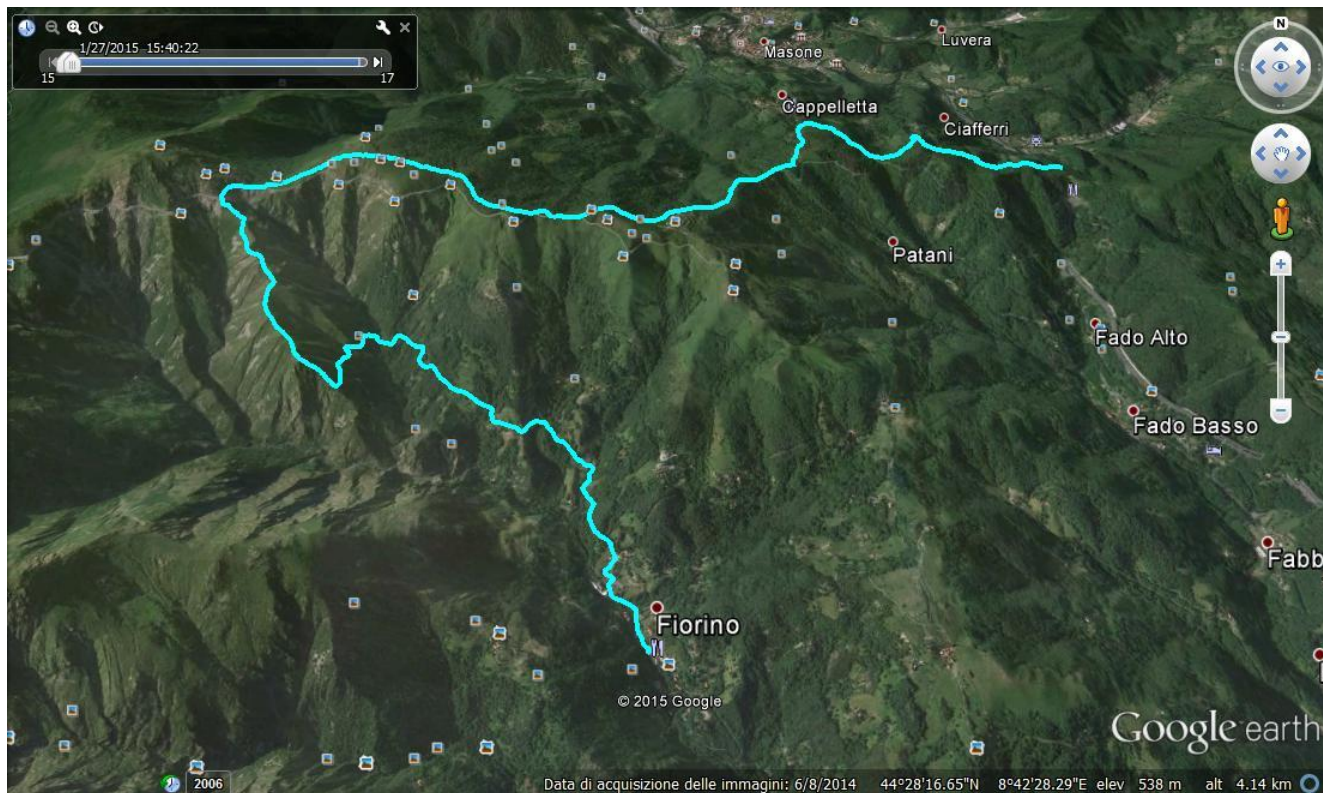 1/27/2015 15:40:22
15 17
N
Masone
Luvera
Cappelletta
Ciafferri
Patani
Fado Alto
Fado Basso
Fabb
Fiorino
© 2015 Google
Google earth
2006
Data di acquisizione delle immagini: 6/8/2014 44°28'16.65"N 8°42'28.29"E elev 538 m alt 4.14 km